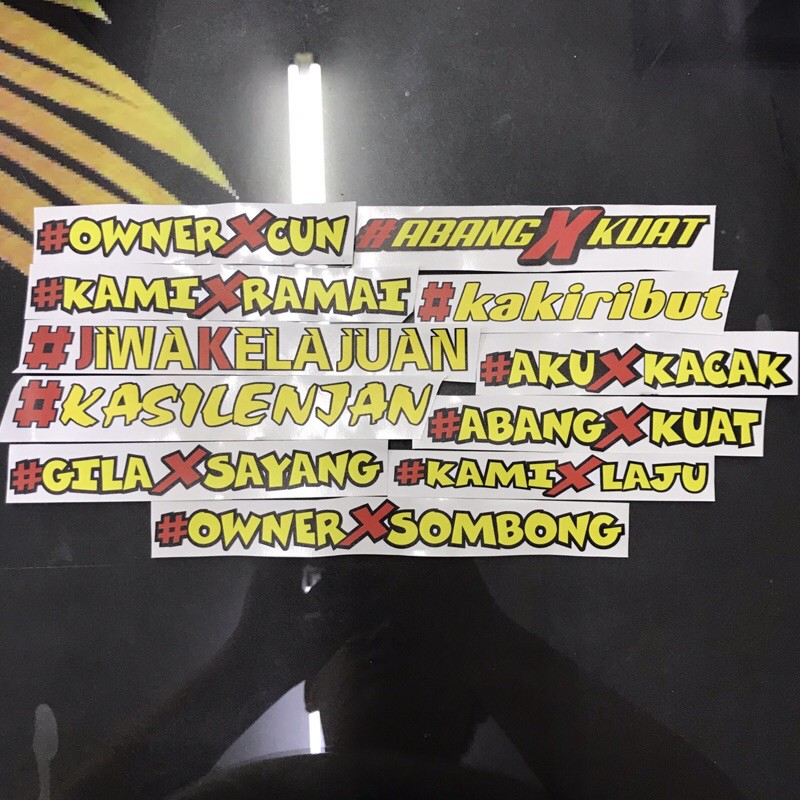 #OWNERXCUN
#ABANGXKUAT
#KAMIXRAMAI
#kakiribut
#JIWAKELAJUAN
#AKUXKACAK
#KASILENJAN
#ABANGXKUAT
#GILAXSAYANG
#KAMIXLAJU
#OWNERXSOMBONG